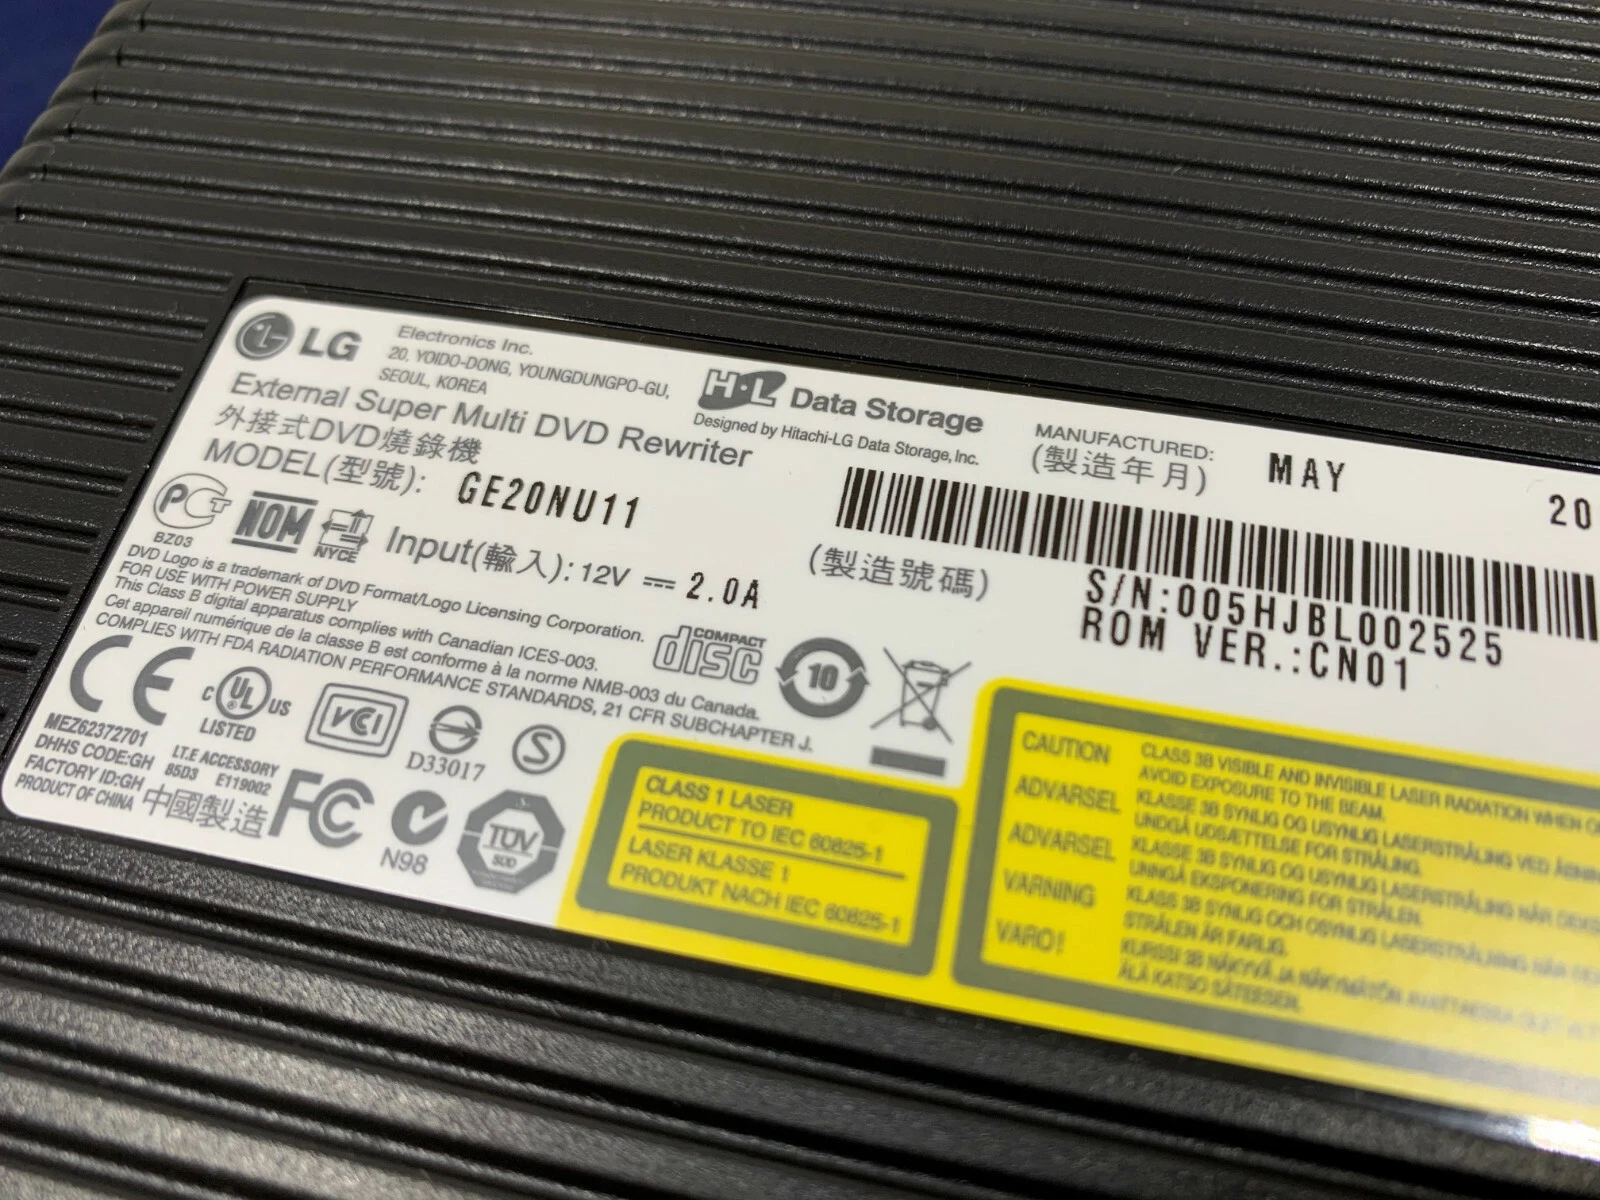 LG
Electronics Inc.
20, YOIDO-DONG, YOUNGDUNGPO-GU,
SEOUL, KOREA
External Super Multi DVD Rewriter
外接式DVD燒錄機
MODEL(型號): GE20NU11
H·L Data Storage
Designed by Hitachi-LG Data Storage, Inc.
MANUFACTURED: MAY 20
(製造年月)
(製造號碼)
S/N:005HJBL002525
ROM VER.:CN01
PCT
BZ03
NOM
NYCE
Input(輸入): 12V ⎓ 2.0A
DVD Logo is a trademark of DVD Format/Logo Licensing Corporation.
FOR USE WITH POWER SUPPLY
This Class B digital apparatus complies with Canadian ICES-003.
Cet appareil numérique de la classe B est conforme à la norme NMB-003 du Canada.
COMPLIES WITH FDA RADIATION PERFORMANCE STANDARDS, 21 CFR SUBCHAPTER J.
COMPACT
disc
10
CE
MEZ62372701
DHHS CODE:GH
FACTORY ID:GH
PRODUCT OF CHINA 中國製造
C UL US
LISTED
I.T.E ACCESSORY
85D3 E119002
VCI
D33017
S
FC
N98
TÜV
SÜD
CLASS 1 LASER
PRODUCT TO IEC 60825-1
LASER KLASSE 1
PRODUKT NACH IEC 60825-1
CAUTION CLASS 3B VISIBLE AND INVISIBLE LASER RADIATION WHEN
AVOID EXPOSURE TO THE BEAM.
ADVARSEL KLASSE 3B SYNLIG OG USYNLIG LASERSTRÅLING VED
UNDGÅ UDSÆTTELSE FOR STRÅLING.
ADVARSEL KLASSE 3B SYNLIG OG USYNLIG LASERSTRÅLING NÅR
UNNGÅ EKSPONERING FOR STRÅLEN.
VARNING KLASS 3B SYNLIG OCH OSYNLIG LASERSTRÅLNING NÄR
STRÅLEN ÄR FARLIG.
VARO! KURSSI 3B NÄKYVÄ JA NÄKYMÄTÖN
ÄLÄ KATSO SÄTEESEEN.